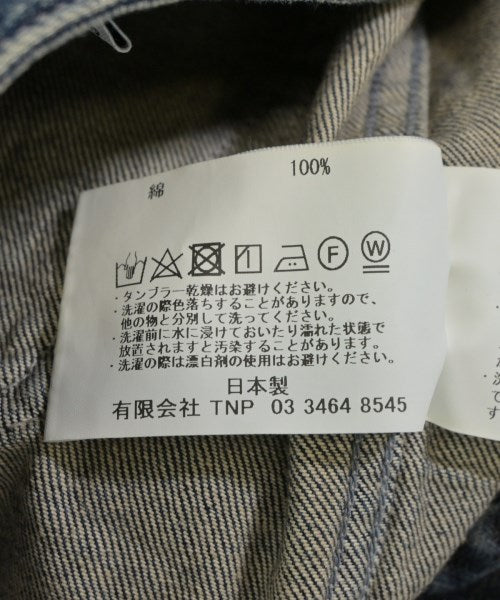 綿 100%
F W
・タンブラー乾燥はお避けください。
・洗濯の際色落ちすることがありますので、
他の物と分別して洗ってください。
・洗濯前に水に浸けておいたり濡れた状態で
放置されますと汚染することがあります。
・洗濯の際は漂白剤の使用はお避けください。
日本製
有限会社 TNP 03 3464 8545